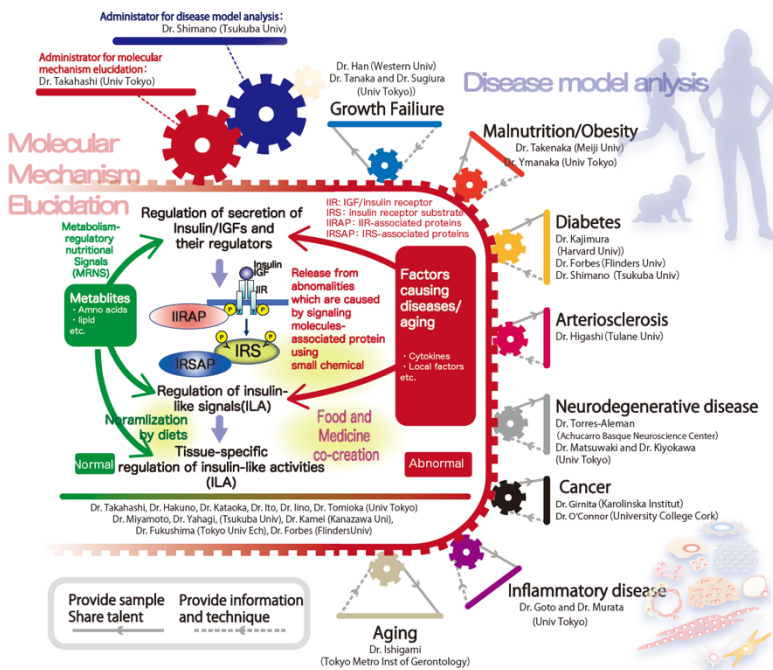 Administator for disease model analysis:
Dr. Shimano (Tsukuba Univ)
Administrator for molecular
mechanism elucidation:
Dr. Takahashi (Univ Tokyo)
Molecular
Mechanism
Elucidation
Disease model anlysis
Dr. Han (Western Univ)
Dr. Tanaka and Dr. Sugiura
(Univ Tokyo))
Growth Failiure
Malnutrition/Obesity
Dr. Takenaka (Meiji Univ)
Dr. Ymanaka (Univ Tokyo)
Diabetes
Dr. Kajimura
(Harvard Univ))
Dr. Forbes (Flinders Univ)
Dr. Shimano (Tsukuba Univ)
Arteriosclerosis
Dr. Higashi (Tulane Univ)
Neurodegenerative disease
Dr. Torres-Aleman
(Achucarro Basque Neuroscience Center)
Dr. Matsuwaki and Dr. Kiyokawa
(Univ Tokyo)
Cancer
Dr. Girnita (Karolinska Institut)
Dr. O'Connor (University College Cork)
Inflammatory disease
Dr. Goto and Dr. Murata
(Univ Tokyo)
Aging
Dr. Ishigami
(Tokyo Metro Inst of Gerontology)
IIR: IGF/insulin receptor
IRS: insulin receptor substrate
IIRAP: IIR-associated proteins
IRSAP: IRS-associated proteins
Regulation of secretion of
Insulin/IGFs and
their regulators
Metabolism-
regulatory
nutritional
Signals
(MRNS)
Metablites
・Amno acids
・lipid
etc.
Insulin
IGF
IIR
IIRAP
P
P
P
P
IRS
IRSAP
Release from
abnomalities
which are caused
by signaling
molecules-
associated protein
using
small chemical
Factors
causing
diseases/
aging
・Cytokines
・Local factors
etc.
Regulation of insulin-
like signals(ILA)
Noramlization
by diets
Food and
Medicine
co-creation
Tissue-specific
regulation of insulin-like activities
(ILA)
Normal
Abnormal
Dr. Takahashi, Dr. Hakuno, Dr. Kataoka, Dr. Ito, Dr. Iino, Dr. Tomioka (Univ Tokyo)
Dr. Miyamoto, Dr. Yahagi, (Tsukuba Univ), Dr. Kamei (Kanazawa Uni),
Dr. Fukushima (Tokyo Univ Ech), Dr. Forbes (FlindersUniv)
Provide sample
Share talent
Provide information
and technique